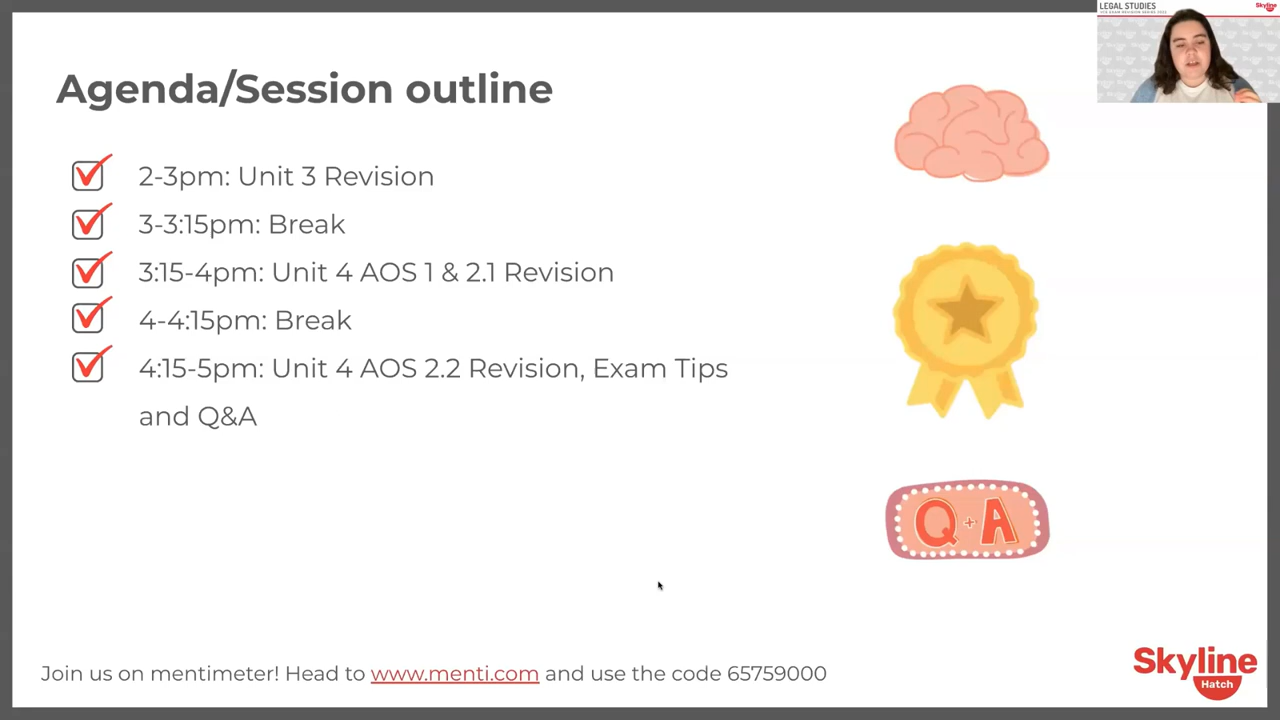 LEGAL STUDIES
Skyline
Agenda/Session outline
2-3pm: Unit 3 Revision
3-3:15pm: Break
3:15-4pm: Unit 4 AOS 1 & 2.1 Revision
4-4:15pm: Break
4:15-5pm: Unit 4 AOS 2.2 Revision, Exam Tips
and Q&A
Q + A
Join us on mentimeter! Head to www.menti.com and use the code 65759000
Skyline
Hatch